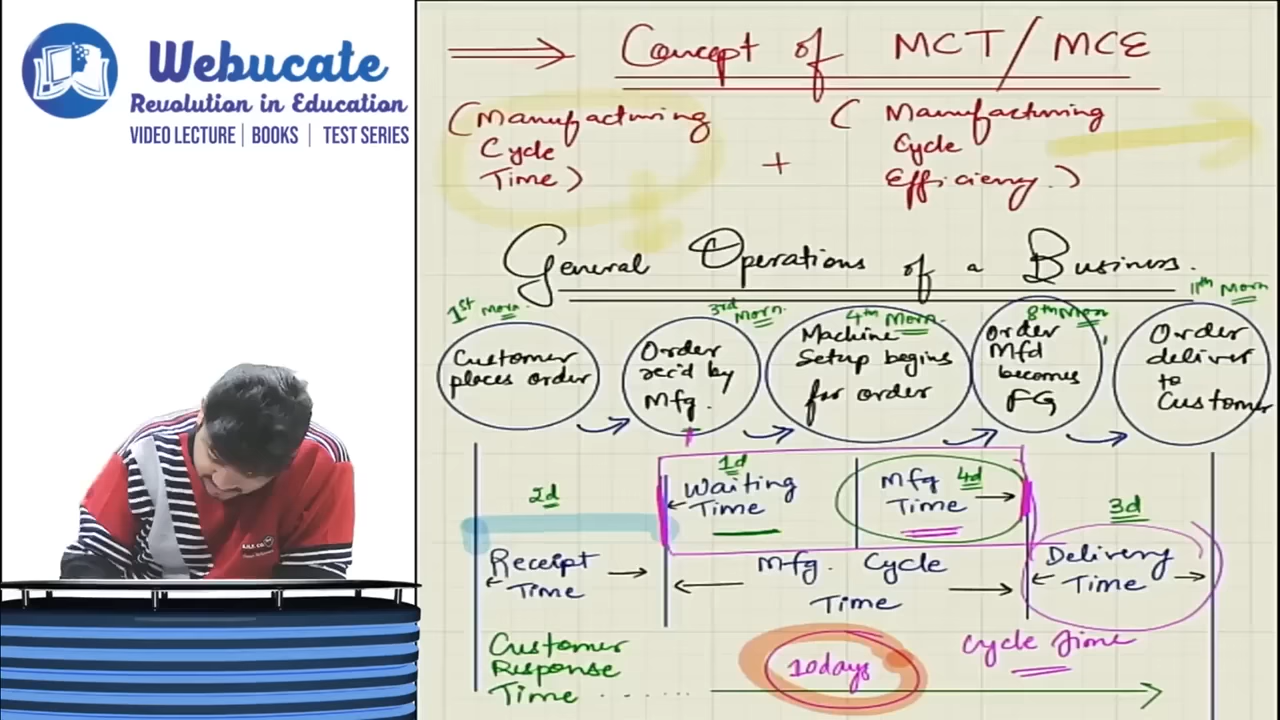 Webucate
Revolution in Education
VIDEO LECTURE | BOOKS | TEST SERIES
Concept of MCT/MCE
(Manufacturing Cycle Time) + (Manufacturing Cycle Efficiency)
General Operations of a Business.
1st Morn.
3rd Morn.
4th Morn.
8th Morn,
11th Morn
Customer
places order
Order
rec'd by
Mfg.
Machine
Setup begins
for order
Order
Mfd
becomes
FG
Order
deliver
to
Customer
2d
1d
Waiting
Time
Mfg 4d
Time
3d
Receipt
Time
Mfg. Cycle
Time
Delivery
Time
Customer
Response
Time
10days
Cycle Time